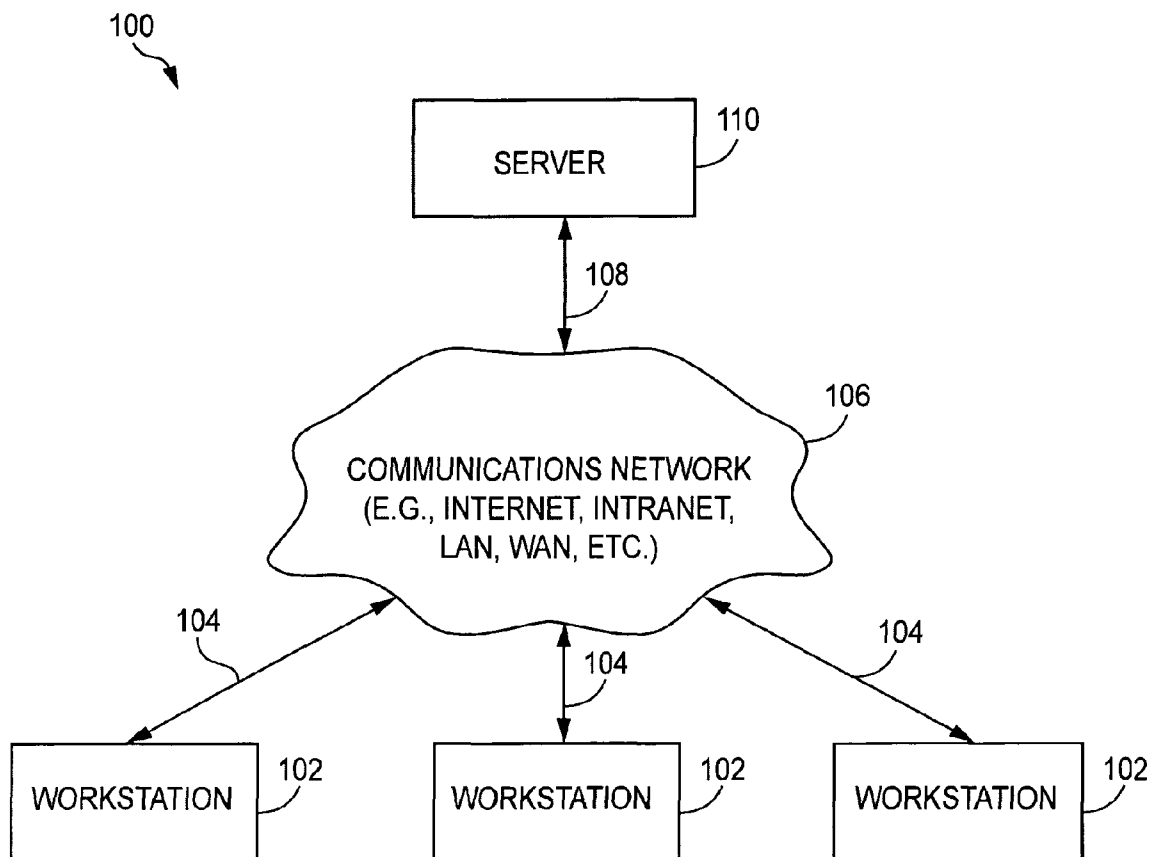 100
110
SERVER
108
106
COMMUNICATIONS NETWORK
(E.G., INTERNET, INTRANET,
LAN, WAN, ETC.)
104
104
104
WORKSTATION
102
WORKSTATION
102
WORKSTATION
102